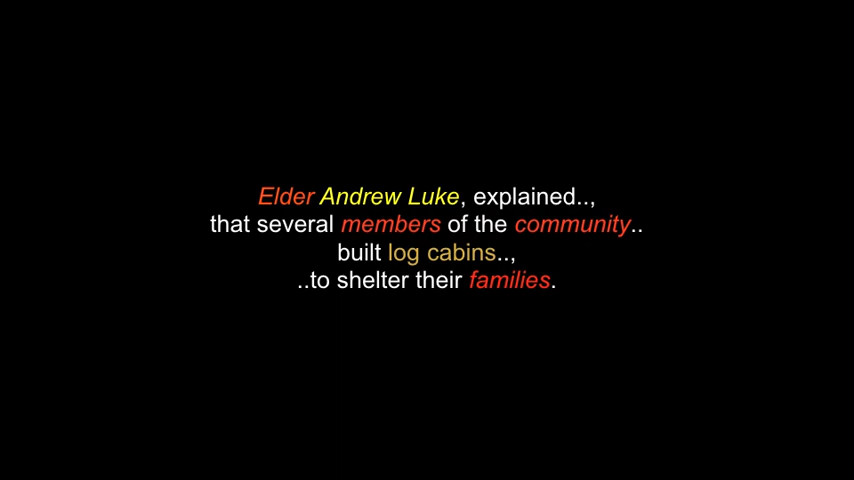 Elder Andrew Luke, explained..,
that several members of the community..
built log cabins..,
..to shelter their families.